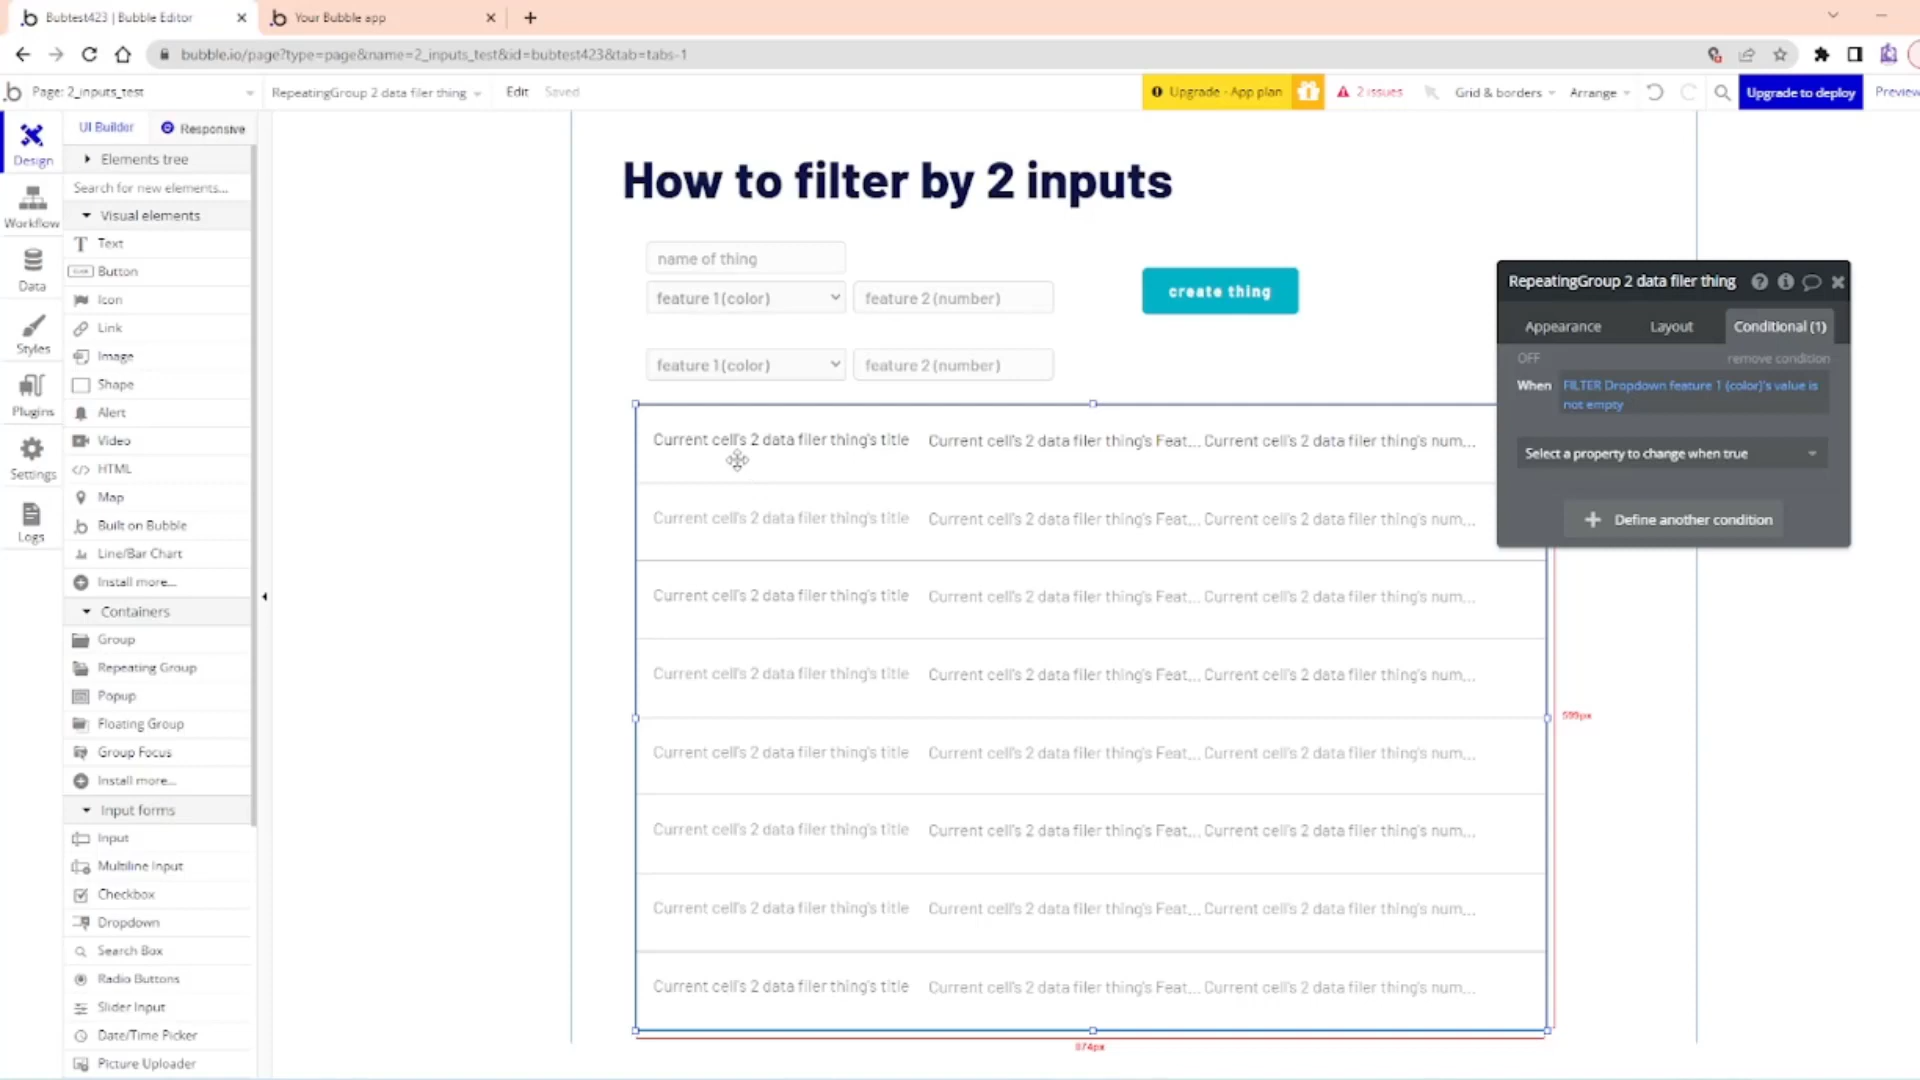 Bubtest423 | Bubble Editor
Your Bubble app
bubble.io/page?type=page&name=2_inputs_test&id=bubtest423&tab=tabs-1
Page: 2_inputs_test
RepeatingGroup 2 data filer thing
Edit
Saved
Upgrade - App plan
2 issues
Grid & borders
Arrange
Upgrade to deploy
Preview
Design
Workflow
Data
Styles
Plugins
Settings
Logs
UI Builder
Responsive
Elements tree
Search for new elements...
Visual elements
Text
Button
Icon
Link
Image
Shape
Alert
Video
HTML
Map
Built on Bubble
Line/Bar Chart
Install more...
Containers
Group
Repeating Group
Popup
Floating Group
Group Focus
Install more...
Input forms
Input
Multiline Input
Checkbox
Dropdown
Search Box
Radio Buttons
Slider Input
Date/Time Picker
Picture Uploader
How to filter by 2 inputs
name of thing
feature 1 (color)
feature 2 (number)
create thing
feature 1 (color)
feature 2 (number)
Current cell's 2 data filer thing's title
Current cell's 2 data filer thing's Feat...
Current cell's 2 data filer thing's num...
Current cell's 2 data filer thing's title
Current cell's 2 data filer thing's Feat...
Current cell's 2 data filer thing's num...
Current cell's 2 data filer thing's title
Current cell's 2 data filer thing's Feat...
Current cell's 2 data filer thing's num...
Current cell's 2 data filer thing's title
Current cell's 2 data filer thing's Feat...
Current cell's 2 data filer thing's num...
Current cell's 2 data filer thing's title
Current cell's 2 data filer thing's Feat...
Current cell's 2 data filer thing's num...
Current cell's 2 data filer thing's title
Current cell's 2 data filer thing's Feat...
Current cell's 2 data filer thing's num...
Current cell's 2 data filer thing's title
Current cell's 2 data filer thing's Feat...
Current cell's 2 data filer thing's num...
Current cell's 2 data filer thing's title
Current cell's 2 data filer thing's Feat...
Current cell's 2 data filer thing's num...
RepeatingGroup 2 data filer thing
Appearance
Layout
Conditional (1)
OFF
remove condition
When
FILTER Dropdown feature 1 (color)'s value is
not empty
Select a property to change when true
Define another condition